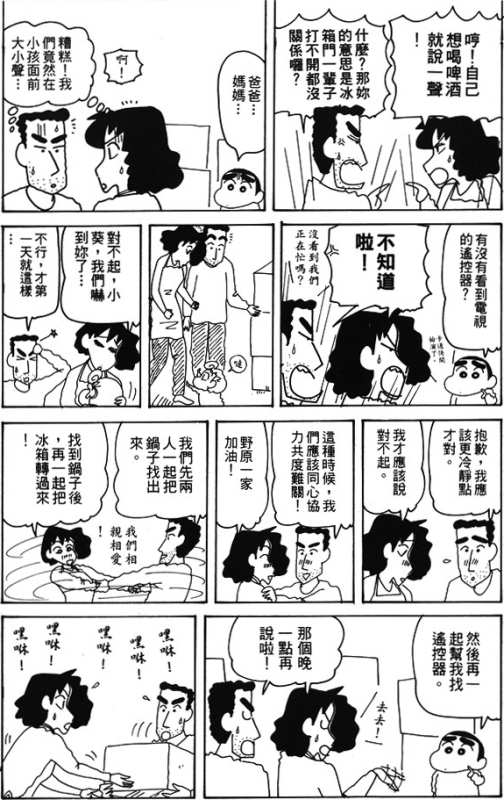 哼！自己
想喝啤酒
就說一聲
！
什麼？那妳
的意思是冰
箱門一輩子
打不開都沒
關係囉？
爸爸…
媽媽…
啊！
糟糕！我
們竟然在
小孩面前
大小聲…
有沒有看到電視
的遙控器？
卡通快開
始演了。
不知道
啦！
沒看到我們
正在忙嗎？
噠
對不起，小
葵，我們嚇
到妳了…
不行，才第
一天就這樣
…
抱歉，我應
該更冷靜點
才對。
我才應該說
對不起。
這種時候，我
們應該同心協
力共度難關！
野原一家
加油！
我們先兩
人一起把
鍋子找出
來。
我們相
親相愛
！
找到鍋子後
，再一起把
冰箱轉過來
然後再一
起幫我找
遙控器。
去去！
那個晚
一點再
說啦！
嘿咻！
嘿咻！
嘿咻！
嘿咻！